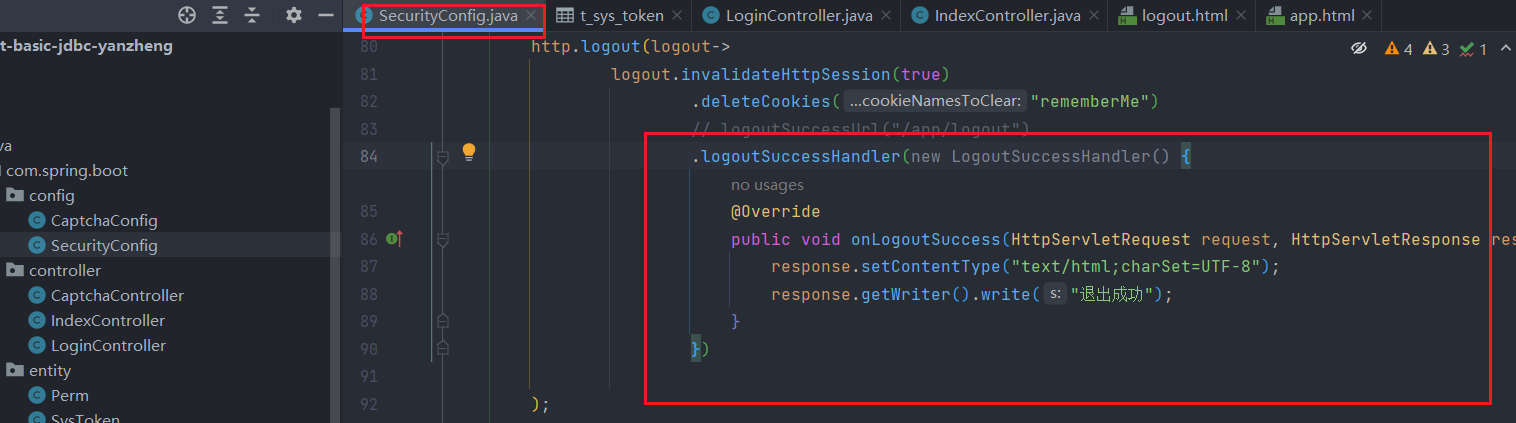 SecurityConfig.java t_sys_token LoginController.java IndexController.java logout.html app.html
t-basic-jdbc-yanzheng
80 http.logout(logout-> 4 3 1
81 logout.invalidateHttpSession(true)
82 .deleteCookies(...cookieNamesToClear: "rememberMe")
83 // logoutSuccessUrl("/app/logout")
va
84 .logoutSuccessHandler(new LogoutSuccessHandler() {
com.spring.boot
no usages
config
85 @Override
CaptchaConfig
86 public void onLogoutSuccess(HttpServletRequest request, HttpServletResponse res
SecurityConfig
87 response.setContentType("text/html;charSet=UTF-8");
controller
88 response.getWriter().write(s: "退出成功");
CaptchaController
89 }
IndexController
90 })
LoginController
91
entity
92 );
Perm
SysToken